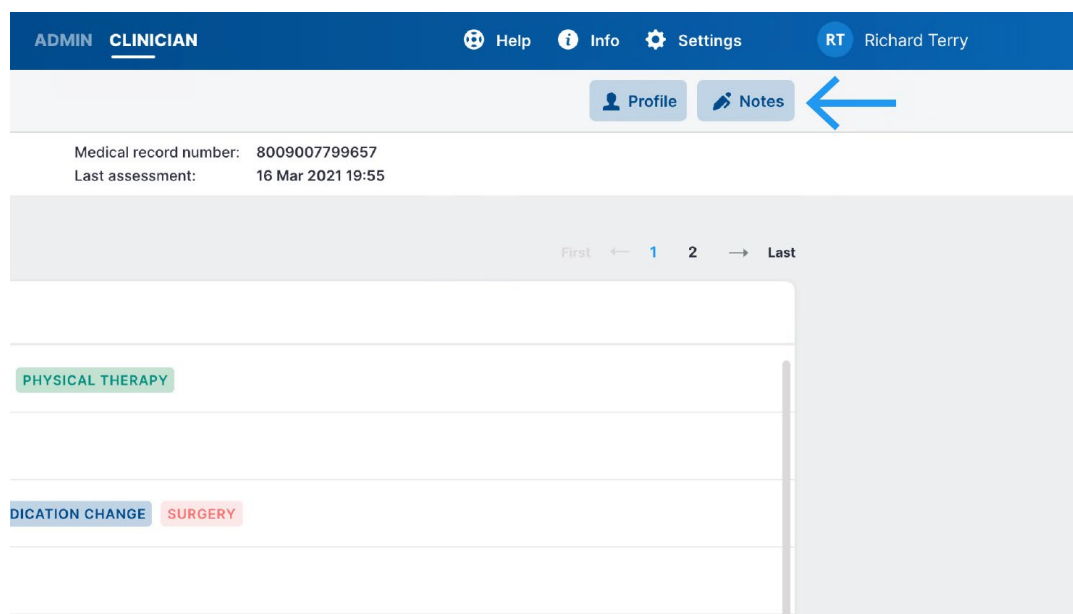 ADMIN CLINICIAN Help Info Settings RT Richard Terry
Profile Notes
Medical record number: 8009007799657
Last assessment: 16 Mar 2021 19:55
First ← 1 2 → Last
PHYSICAL THERAPY
DICATION CHANGE SURGERY